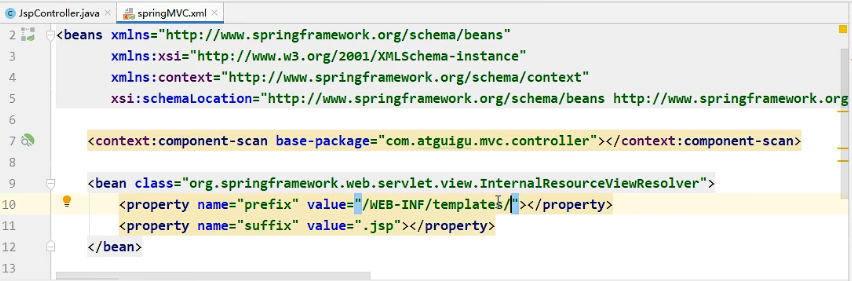 JspController.java × springMVC.xml ×
2 <beans xmlns="http://www.springframework.org/schema/beans"
3 xmlns:xsi="http://www.w3.org/2001/XMLSchema-instance"
4 xmlns:context="http://www.springframework.org/schema/context"
5 xsi:schemaLocation="http://www.springframework.org/schema/beans http://www.springframework.org
6
7 <context:component-scan base-package="com.atguigu.mvc.controller"></context:component-scan>
8
9 <bean class="org.springframework.web.servlet.view.InternalResourceViewResolver">
10 <property name="prefix" value="/WEB-INF/templates/"></property>
11 <property name="suffix" value=".jsp"></property>
12 </bean>
13